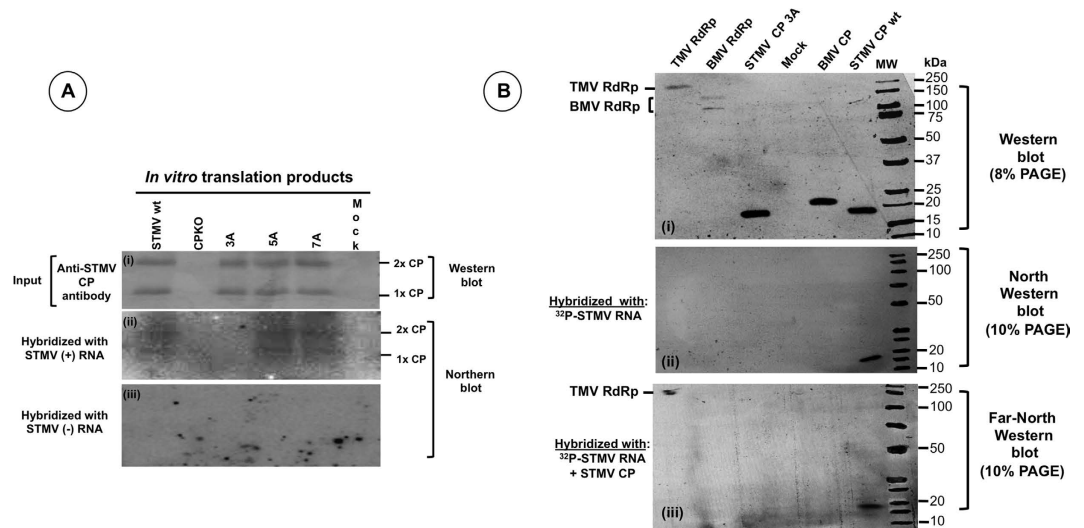 A
In vitro translation products
STMV wt
CPKO
3A
5A
7A
Mock
Input
Anti-STMV
CP
antibody
(i)
2x CP
1x CP
Western
blot
Hybridized with
STMV (+) RNA
(ii)
2x CP
1x CP
Hybridized with
STMV (-) RNA
(iii)
Northern
blot
B
TMV RdRp
BMV RdRp
STMV CP 3A
Mock
BMV CP
STMV CP wt
MW
kDa
TMV RdRp
BMV RdRp
(i)
250
150
100
75
50
37
25
20
15
10
Western
blot
(8% PAGE)
Hybridized with:
³²P-STMV RNA
(ii)
250
100
50
20
10
North
Western
blot
(10% PAGE)
TMV RdRp
Hybridized with:
³²P-STMV RNA
+ STMV CP
(iii)
250
100
50
20
10
Far-North
Western
blot
(10% PAGE)